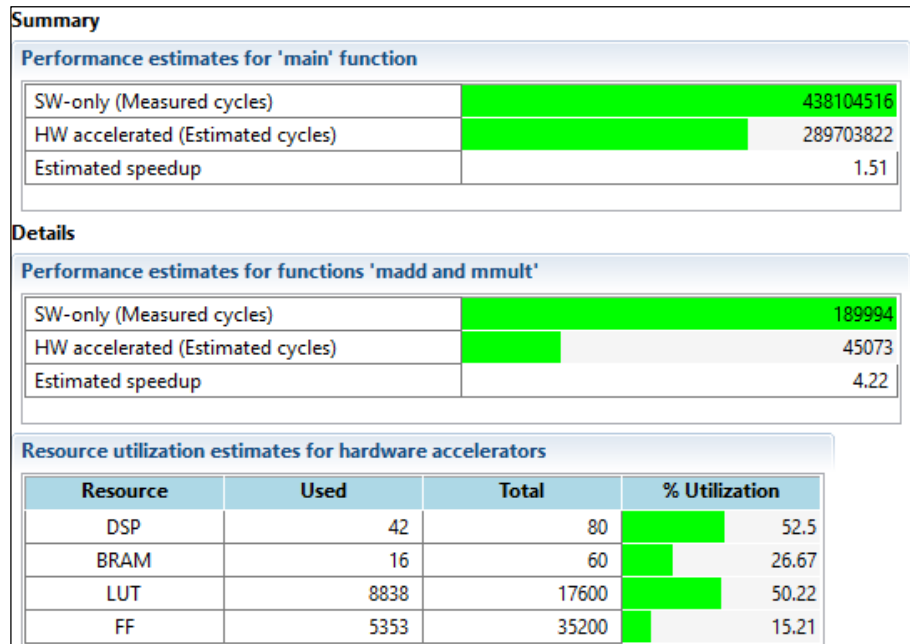 Summary
Performance estimates for 'main' function
SW-only (Measured cycles) 438104516
HW accelerated (Estimated cycles) 289703822
Estimated speedup 1.51
Details
Performance estimates for functions 'madd and mmult'
SW-only (Measured cycles) 189994
HW accelerated (Estimated cycles) 45073
Estimated speedup 4.22
Resource utilization estimates for hardware accelerators
Resource Used Total % Utilization
DSP 42 80 52.5
BRAM 16 60 26.67
LUT 8838 17600 50.22
FF 5353 35200 15.21